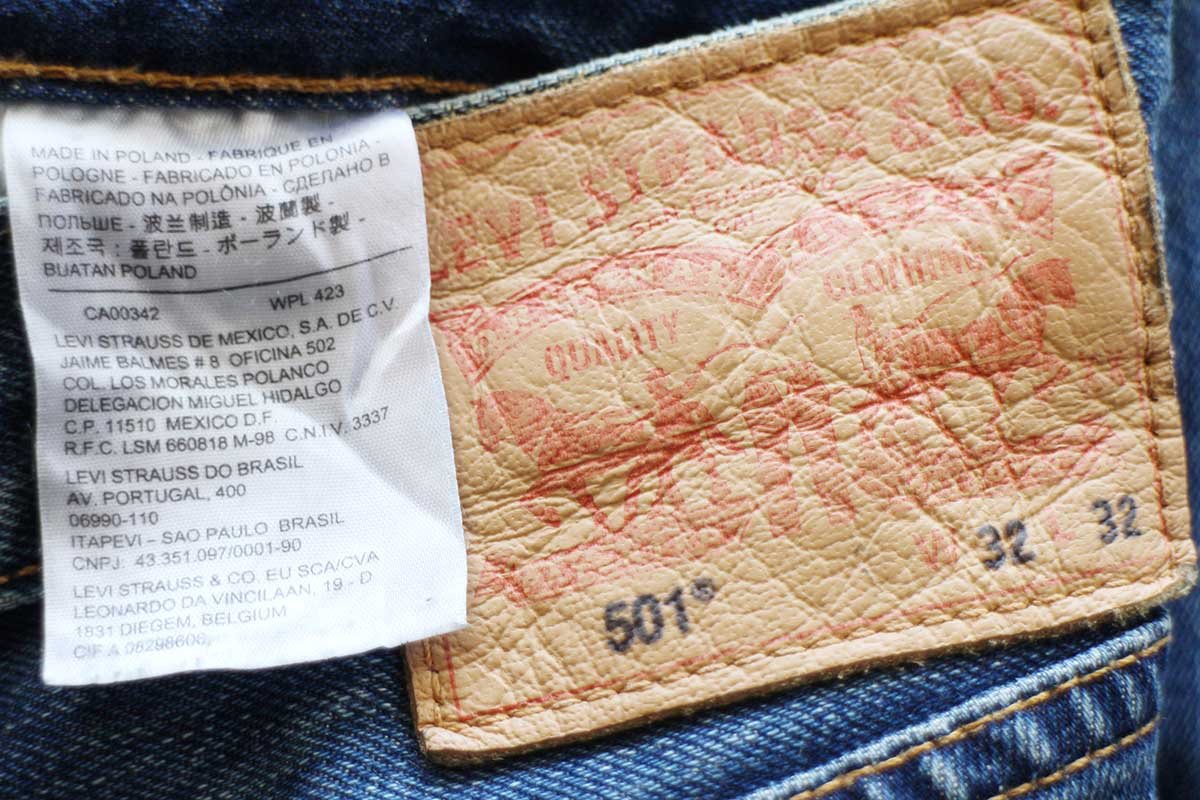 MADE IN POLAND - FABRIQUE EN
POLOGNE - FABRICADO EN POLONIA -
FABRICADO NA POLÔNIA - СДЕЛАНО В
ПОЛЬШЕ - 波兰制造 - 波蘭製 -
제조국 : 폴란드 - ポーランド製 -
BUATAN POLAND
CA00342 WPL 423
LEVI STRAUSS DE MEXICO, S.A. DE C.V.
JAIME BALMES # 8 OFICINA 502
COL. LOS MORALES POLANCO
DELEGACION MIGUEL HIDALGO
C.P. 11510 MEXICO D.F
R.F.C. LSM 660818 M-98 C.N.I.V. 3337
LEVI STRAUSS DO BRASIL
AV. PORTUGAL, 400
06990-110
ITAPEVI – SAO PAULO BRASIL
CNPJ: 43.351.097/0001-90
LEVI STRAUSS & CO. EU SCA/CVA
LEONARDO DA VINCILAAN, 19 - D
1831 DIEGEM, BELGIUM
CIF A 08298606,
LEVI STRAUSS & CO.
QUALITY CLOTHING
501® 32 32